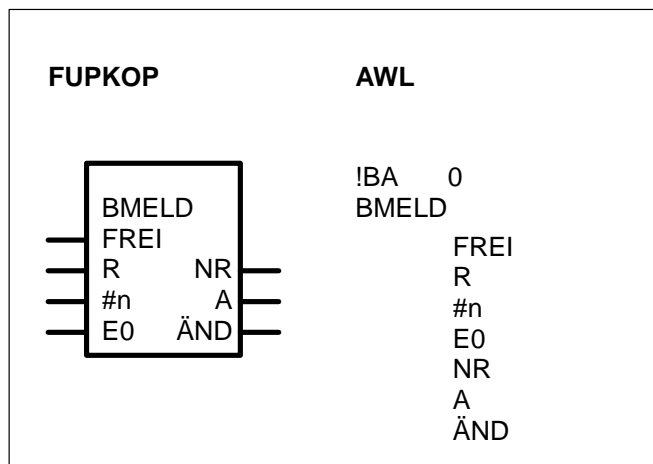 FUPKOP
BMELD
FREI
R NR
#n A
E0 ÄND
AWL
!BA 0
BMELD
FREI
R
#n
E0
NR
A
ÄND